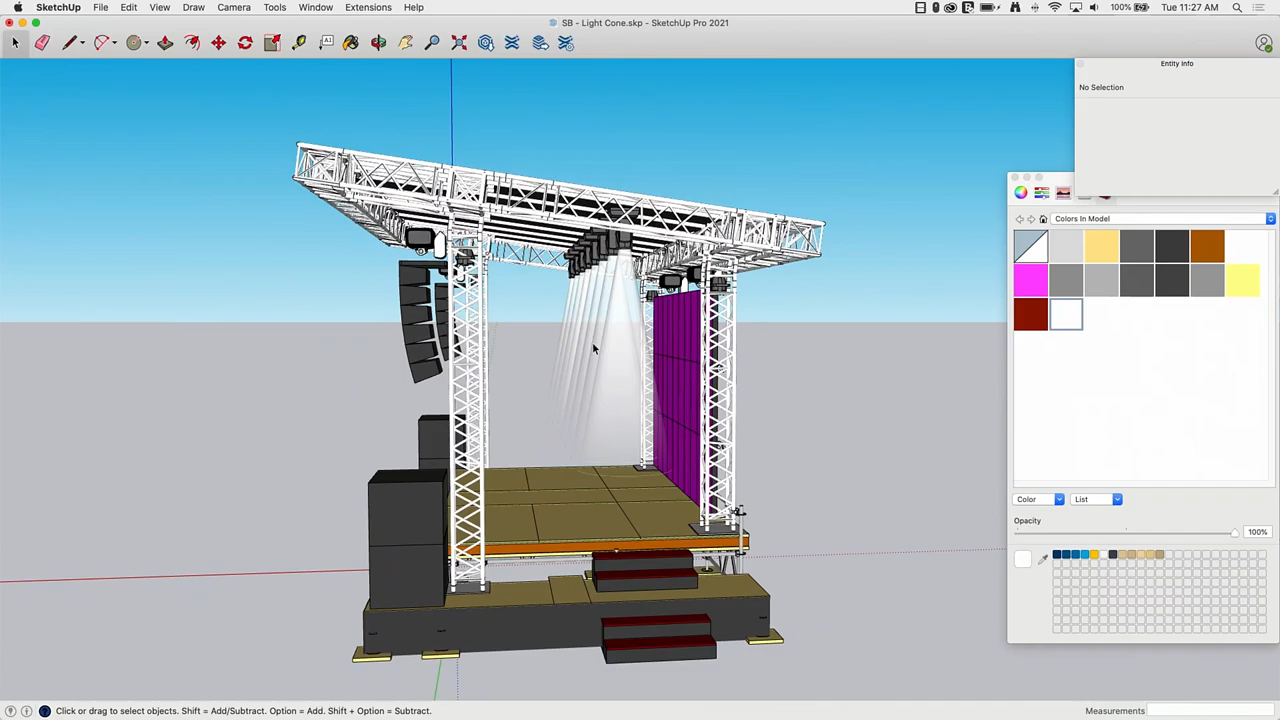 SketchUp File Edit View Draw Camera Tools Window Extensions Help
100% Tue 11:27 AM
SB - Light Cone.skp - SketchUp Pro 2021
Entity Info
No Selection
Colors In Model
Color List
Opacity
100%
Click or drag to select objects. Shift = Add/Subtract. Option = Add. Shift + Option = Subtract.
Measurements